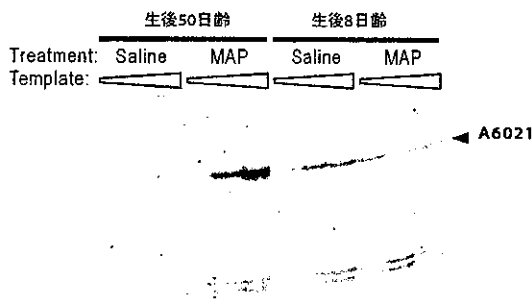 生後50日齢 生後8日齢
Treatment: Saline MAP Saline MAP
Template:
A6021